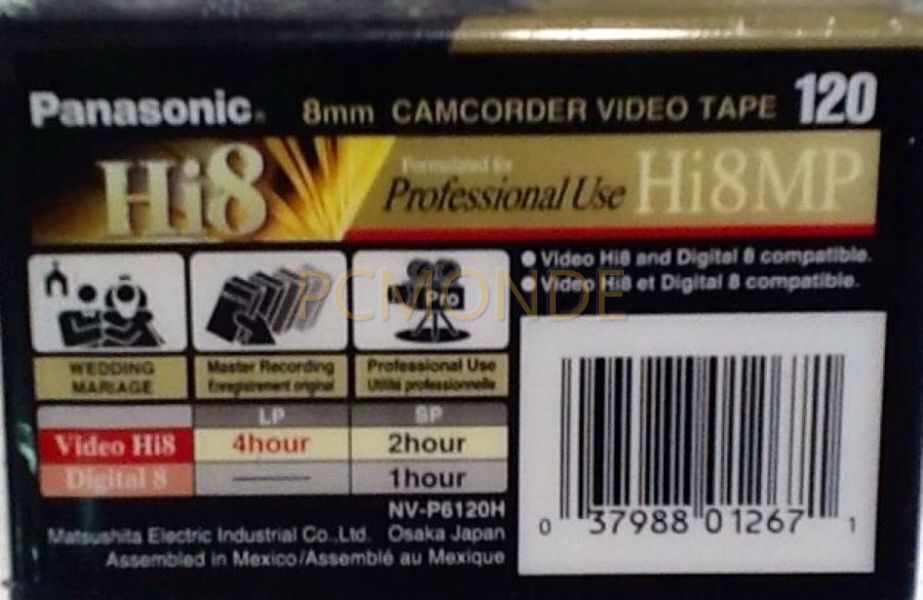 Panasonic 8mm CAMCORDER VIDEO TAPE 120
Hi8 Formulated for Professional Use Hi8MP
• Video Hi8 and Digital 8 compatible.
• Video Hi8 et Digital 8 compatible.
Pro
PCMONDE
WEDDING
MARIAGE
Master Recording
Enregistrement original
Professional Use
Utilité professionnelle
LP SP
Video Hi8 4hour 2hour
Digital 8 —— 1hour
NV-P6120H
Matsushita Electric Industrial Co.,Ltd. Osaka Japan
Assembled in Mexico/Assemblé au Mexique
0 37988 01267 1